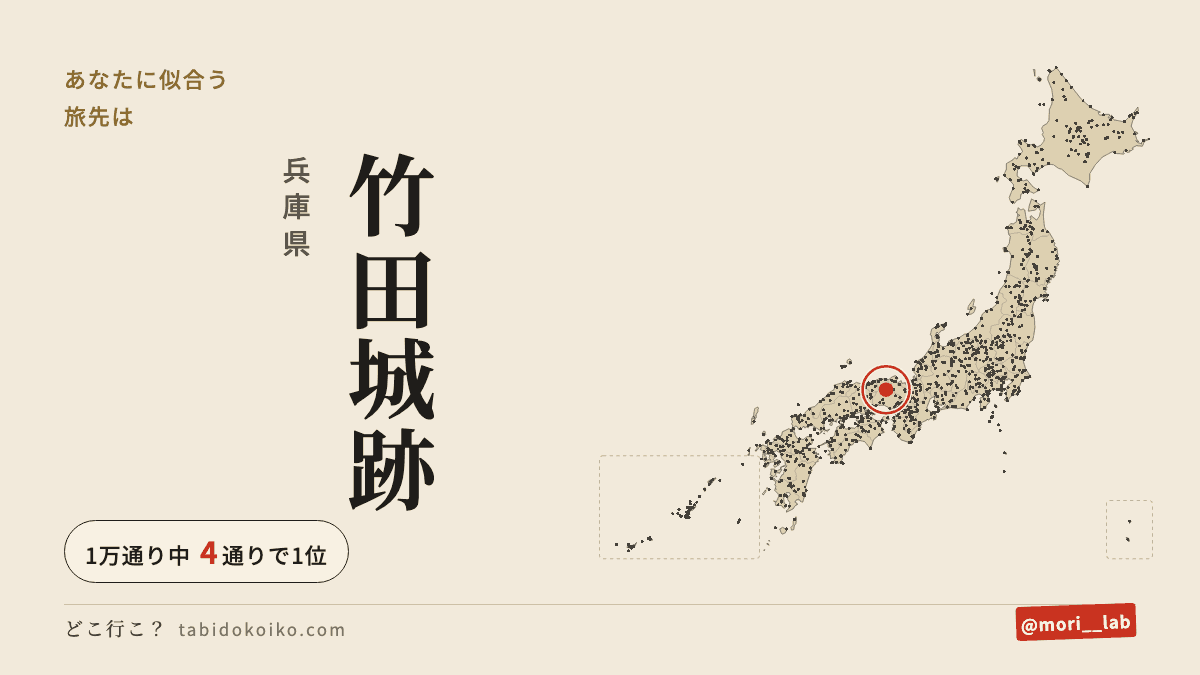 あなたに似合う
旅先は
竹田城跡
兵庫県
1万通り中 4通りで1位
どこ行こ？ tabidokoiko.com
@mori__lab